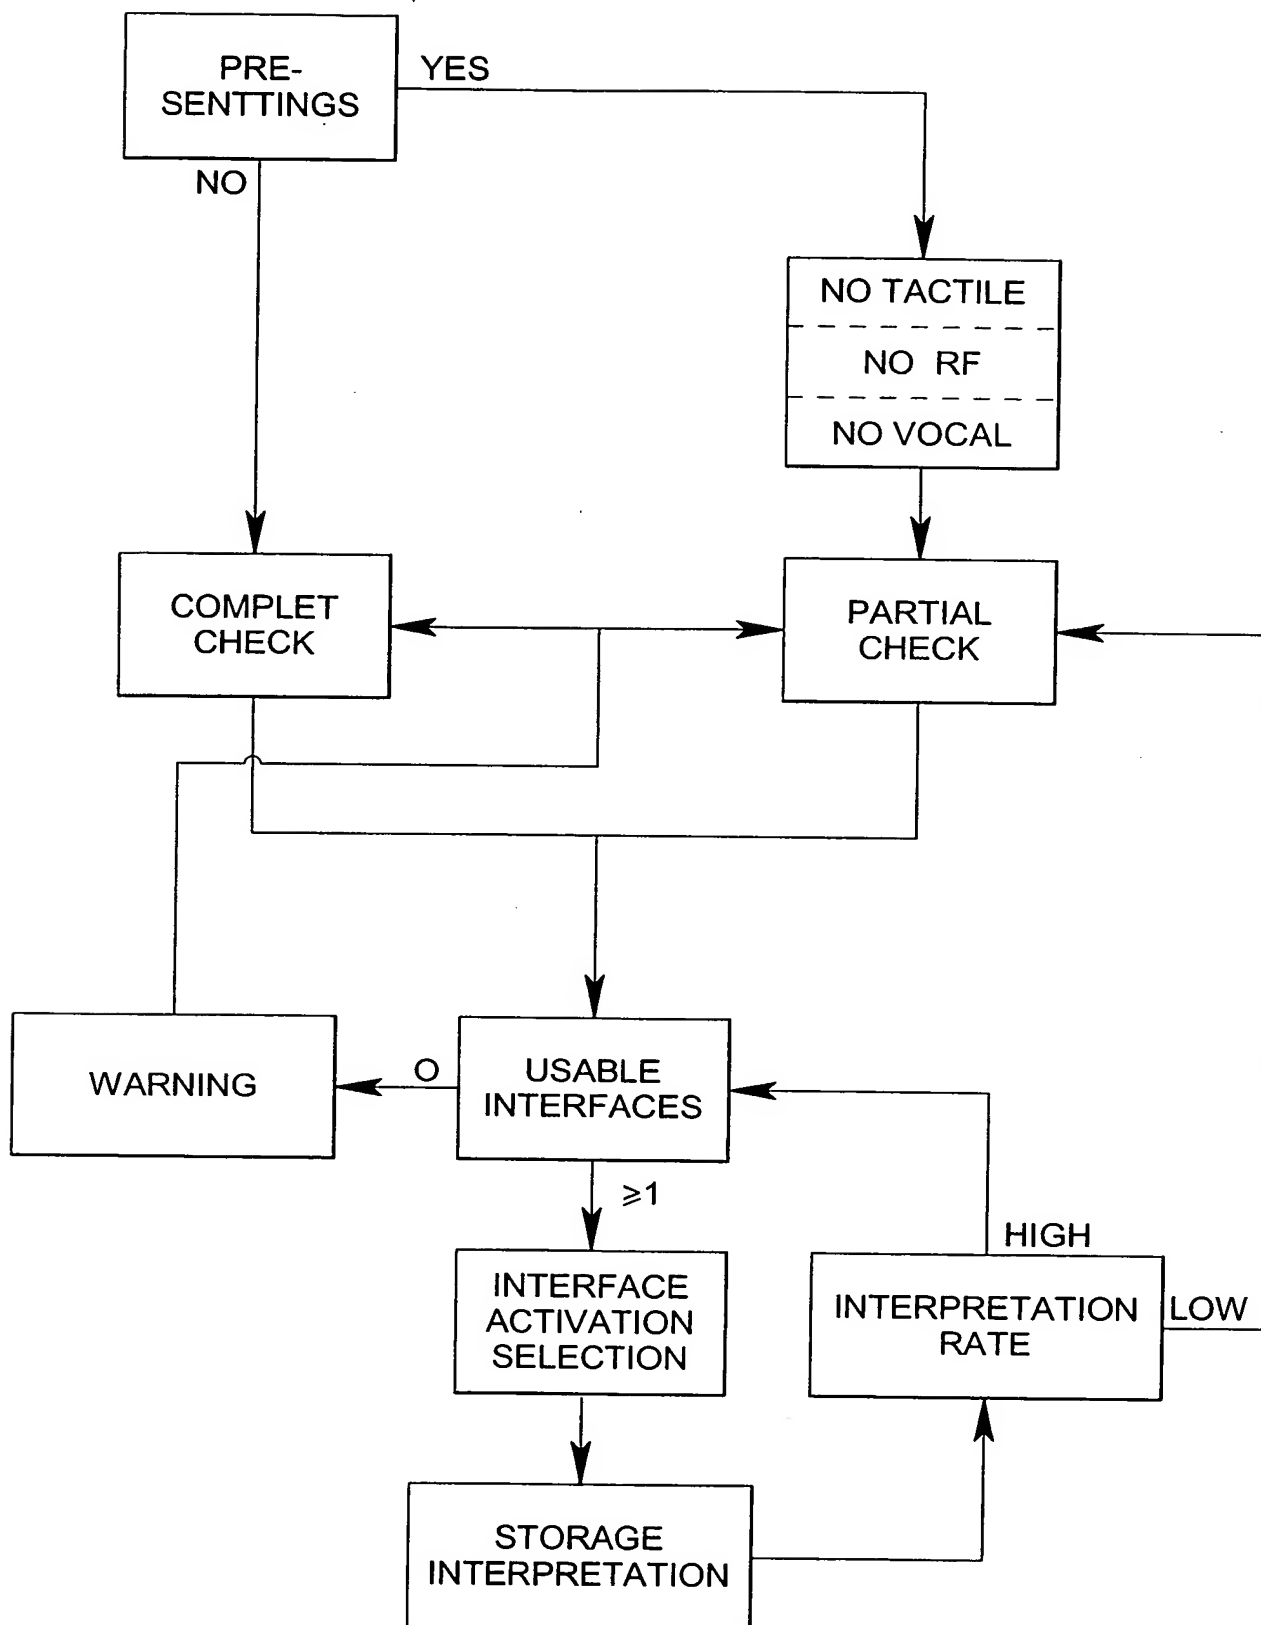 PRE-
SENTTINGS
YES
NO
NO TACTILE
NO RF
NO VOCAL
COMPLET
CHECK
PARTIAL
CHECK
WARNING
O
USABLE
INTERFACES
≥1
INTERFACE
ACTIVATION
SELECTION
HIGH
INTERPRETATION
RATE
LOW
STORAGE
INTERPRETATION